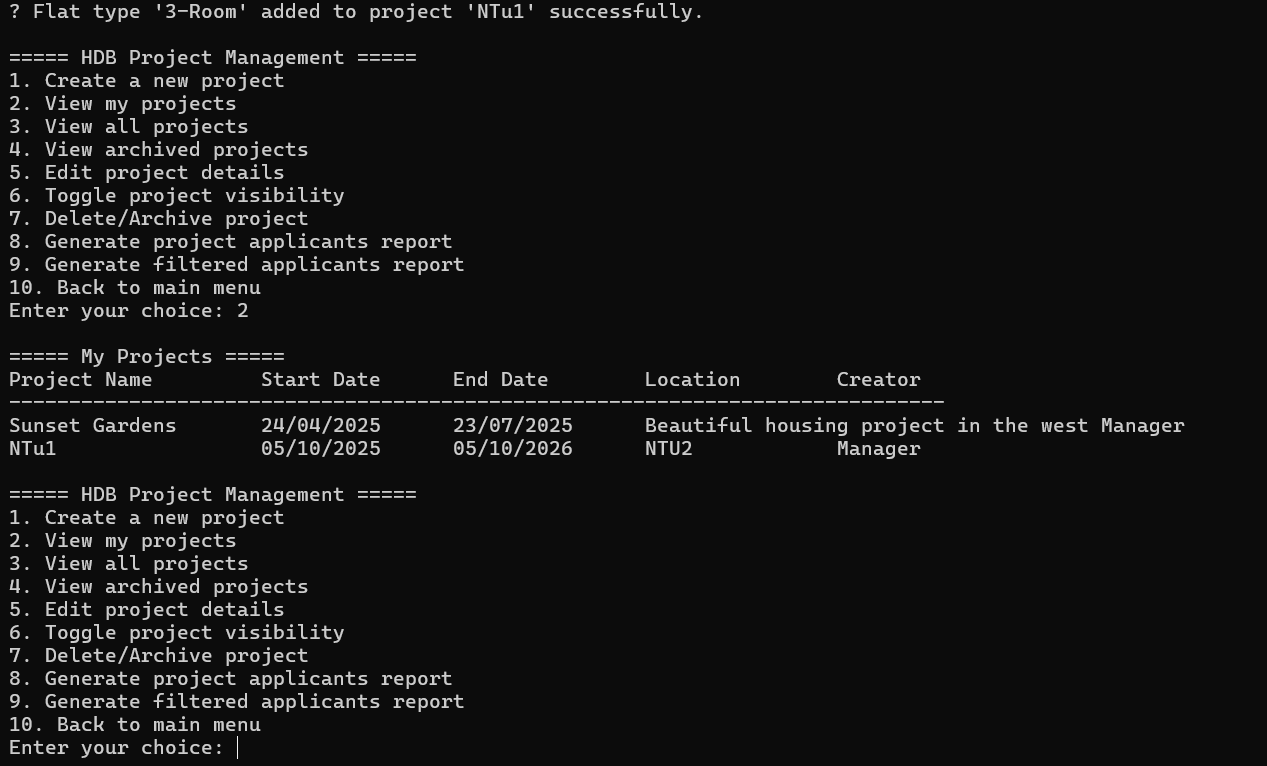 ? Flat type '3-Room' added to project 'NTu1' successfully.
===== HDB Project Management =====
1. Create a new project
2. View my projects
3. View all projects
4. View archived projects
5. Edit project details
6. Toggle project visibility
7. Delete/Archive project
8. Generate project applicants report
9. Generate filtered applicants report
10. Back to main menu
Enter your choice: 2
===== My Projects =====
Project Name         Start Date      End Date        Location        Creator
------------------------------------------------------------------------------
Sunset Gardens       24/04/2025      23/07/2025      Beautiful housing project in the west Manager
NTu1                 05/10/2025      05/10/2026      NTU2            Manager
===== HDB Project Management =====
1. Create a new project
2. View my projects
3. View all projects
4. View archived projects
5. Edit project details
6. Toggle project visibility
7. Delete/Archive project
8. Generate project applicants report
9. Generate filtered applicants report
10. Back to main menu
Enter your choice: